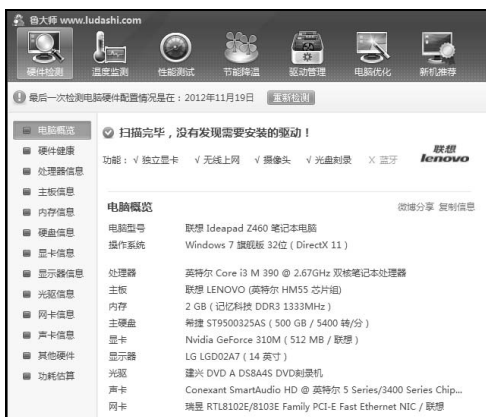 鲁大师 www.ludashi.com
硬件检测 温度监测 性能测试 节能降温 驱动管理 电脑优化 新机推荐
最后一次检测电脑硬件配置情况是在：2012年11月19日 重新检测
电脑概览
硬件健康
处理器信息
主板信息
内存信息
硬盘信息
显卡信息
显示器信息
光驱信息
网卡信息
声卡信息
其他硬件
功耗估算
扫描完毕，没有发现需要安装的驱动！
功能：√ 独立显卡 √ 无线上网 √ 摄像头 √ 光盘刻录 X 蓝牙
联想
lenovo
电脑概览 微博分享 复制信息
电脑型号 联想 Ideapad Z460 笔记本电脑
操作系统 Windows 7 旗舰版 32位 ( DirectX 11 )
处理器 英特尔 Core i3 M 390 @ 2.67GHz 双核笔记本处理器
主板 联想 LENOVO (英特尔 HM55 芯片组)
内存 2 GB ( 记忆科技 DDR3 1333MHz )
主硬盘 希捷 ST9500325AS ( 500 GB / 5400 转/分 )
显卡 Nvidia GeForce 310M ( 512 MB / 联想 )
显示器 LG LGD02A7 ( 14 英寸 )
光驱 建兴 DVD A DS8A4S DVD刻录机
声卡 Conexant SmartAudio HD @ 英特尔 5 Series/3400 Series Chip...
网卡 瑞昱 RTL8102E/8103E Family PCI-E Fast Ethernet NIC / 联想